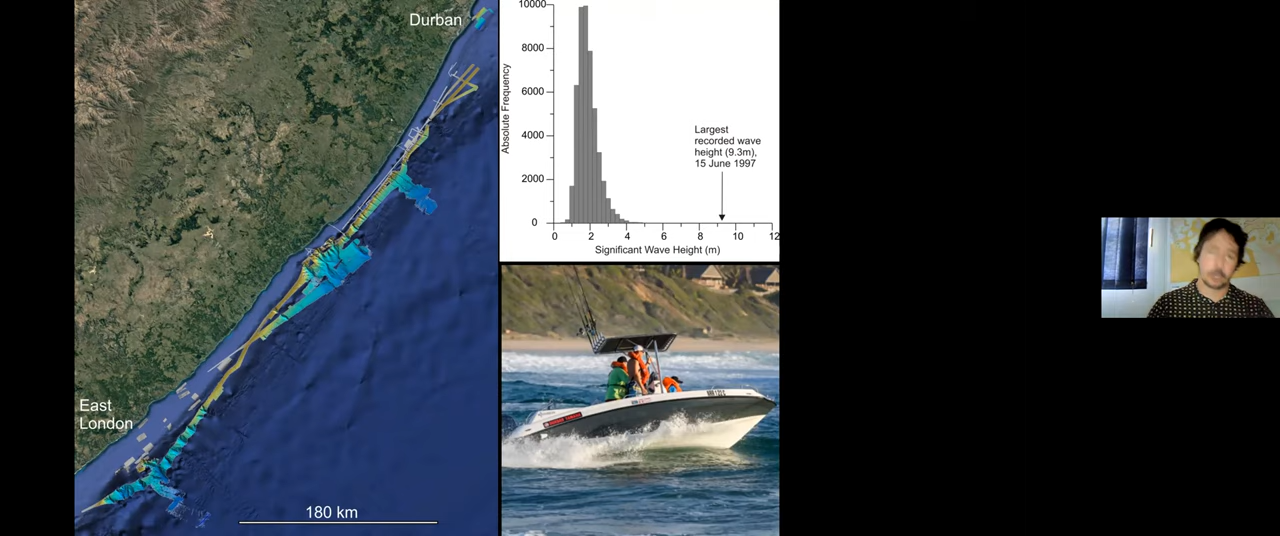 Durban
East
London
180 km
10000
8000
6000
4000
2000
0
Absolute Frequency
Largest
recorded wave
height (9.3m),
15 June 1997
0 2 4 6 8 10 12
Significant Wave Height (m)